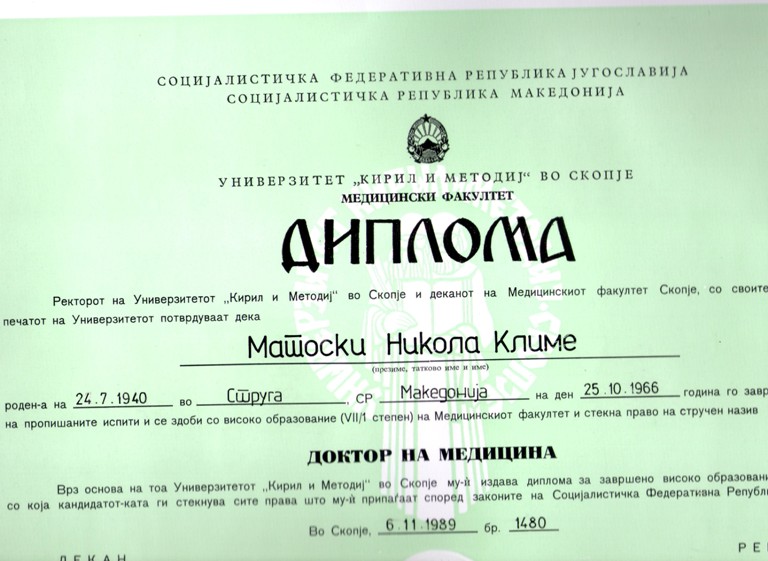 СОЦИЈАЛИСТИЧКА ФЕДЕРАТИВНА РЕПУБЛИКА ЈУГОСЛАВИЈА
СОЦИЈАЛИСТИЧКА РЕПУБЛИКА МАКЕДОНИЈА
УНИВЕРЗИТЕТ „КИРИЛ И МЕТОДИЈ“ ВО СКОПЈЕ
МЕДИЦИНСКИ ФАКУЛТЕТ
ДИПЛОМА
Ректорот на Универзитетот „Кирил и Методиј“ во Скопје и деканот на Медицинскиот факултет Скопје, со своите
печатот на Универзитетот потврдуваат дека
Матоски Никола Климе
(презиме, татково име и име)
роден-а на 24.7.1940 во Струга, СР Македонија на ден 25.10.1966 година го завр
на пропишаните испити и се здоби со високо образование (VII/1 степен) на Медицинскиот факултет и стекна право на стручен назив
ДОКТОР НА МЕДИЦИНА
Врз основа на тоа Универзитетот „Кирил и Методиј“ во Скопје му-ѝ издава диплома за завршено високо образовани
со која кандидатот-ката ги стекнува сите права што му-ѝ припаѓаат според законите на Социјалистичка Федеративна Републи
Во Скопје, 6.11.1989 бр. 1480
ДЕКАН
РЕ